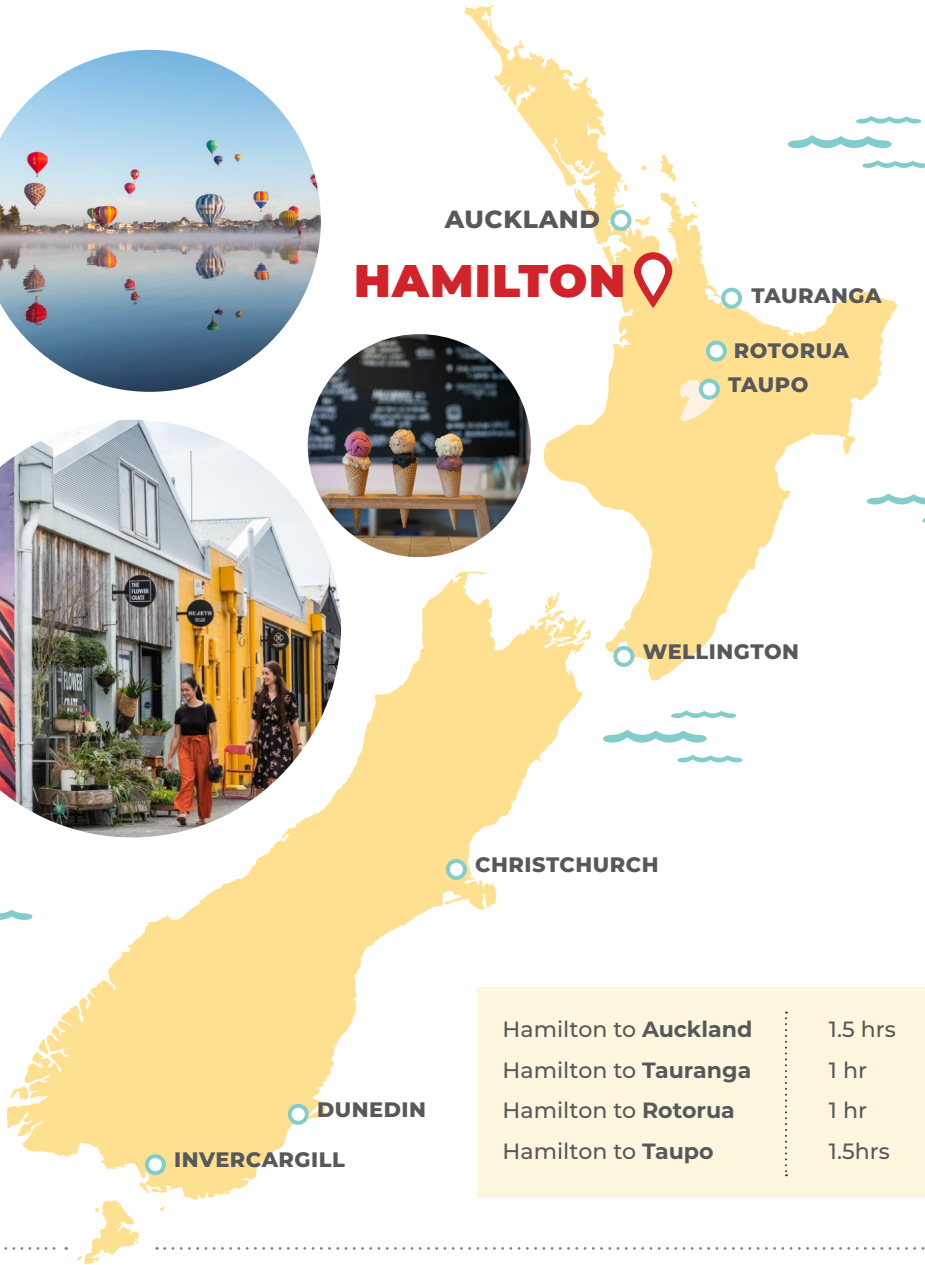 AUCKLAND
HAMILTON
TAURANGA
ROTORUA
TAUPO
THE
FLOWER
CRATE
FLOWER
WELLINGTON
CHRISTCHURCH
Hamilton to Auckland 1.5 hrs
Hamilton to Tauranga 1 hr
Hamilton to Rotorua 1 hr
Hamilton to Taupo 1.5hrs
DUNEDIN
INVERCARGILL